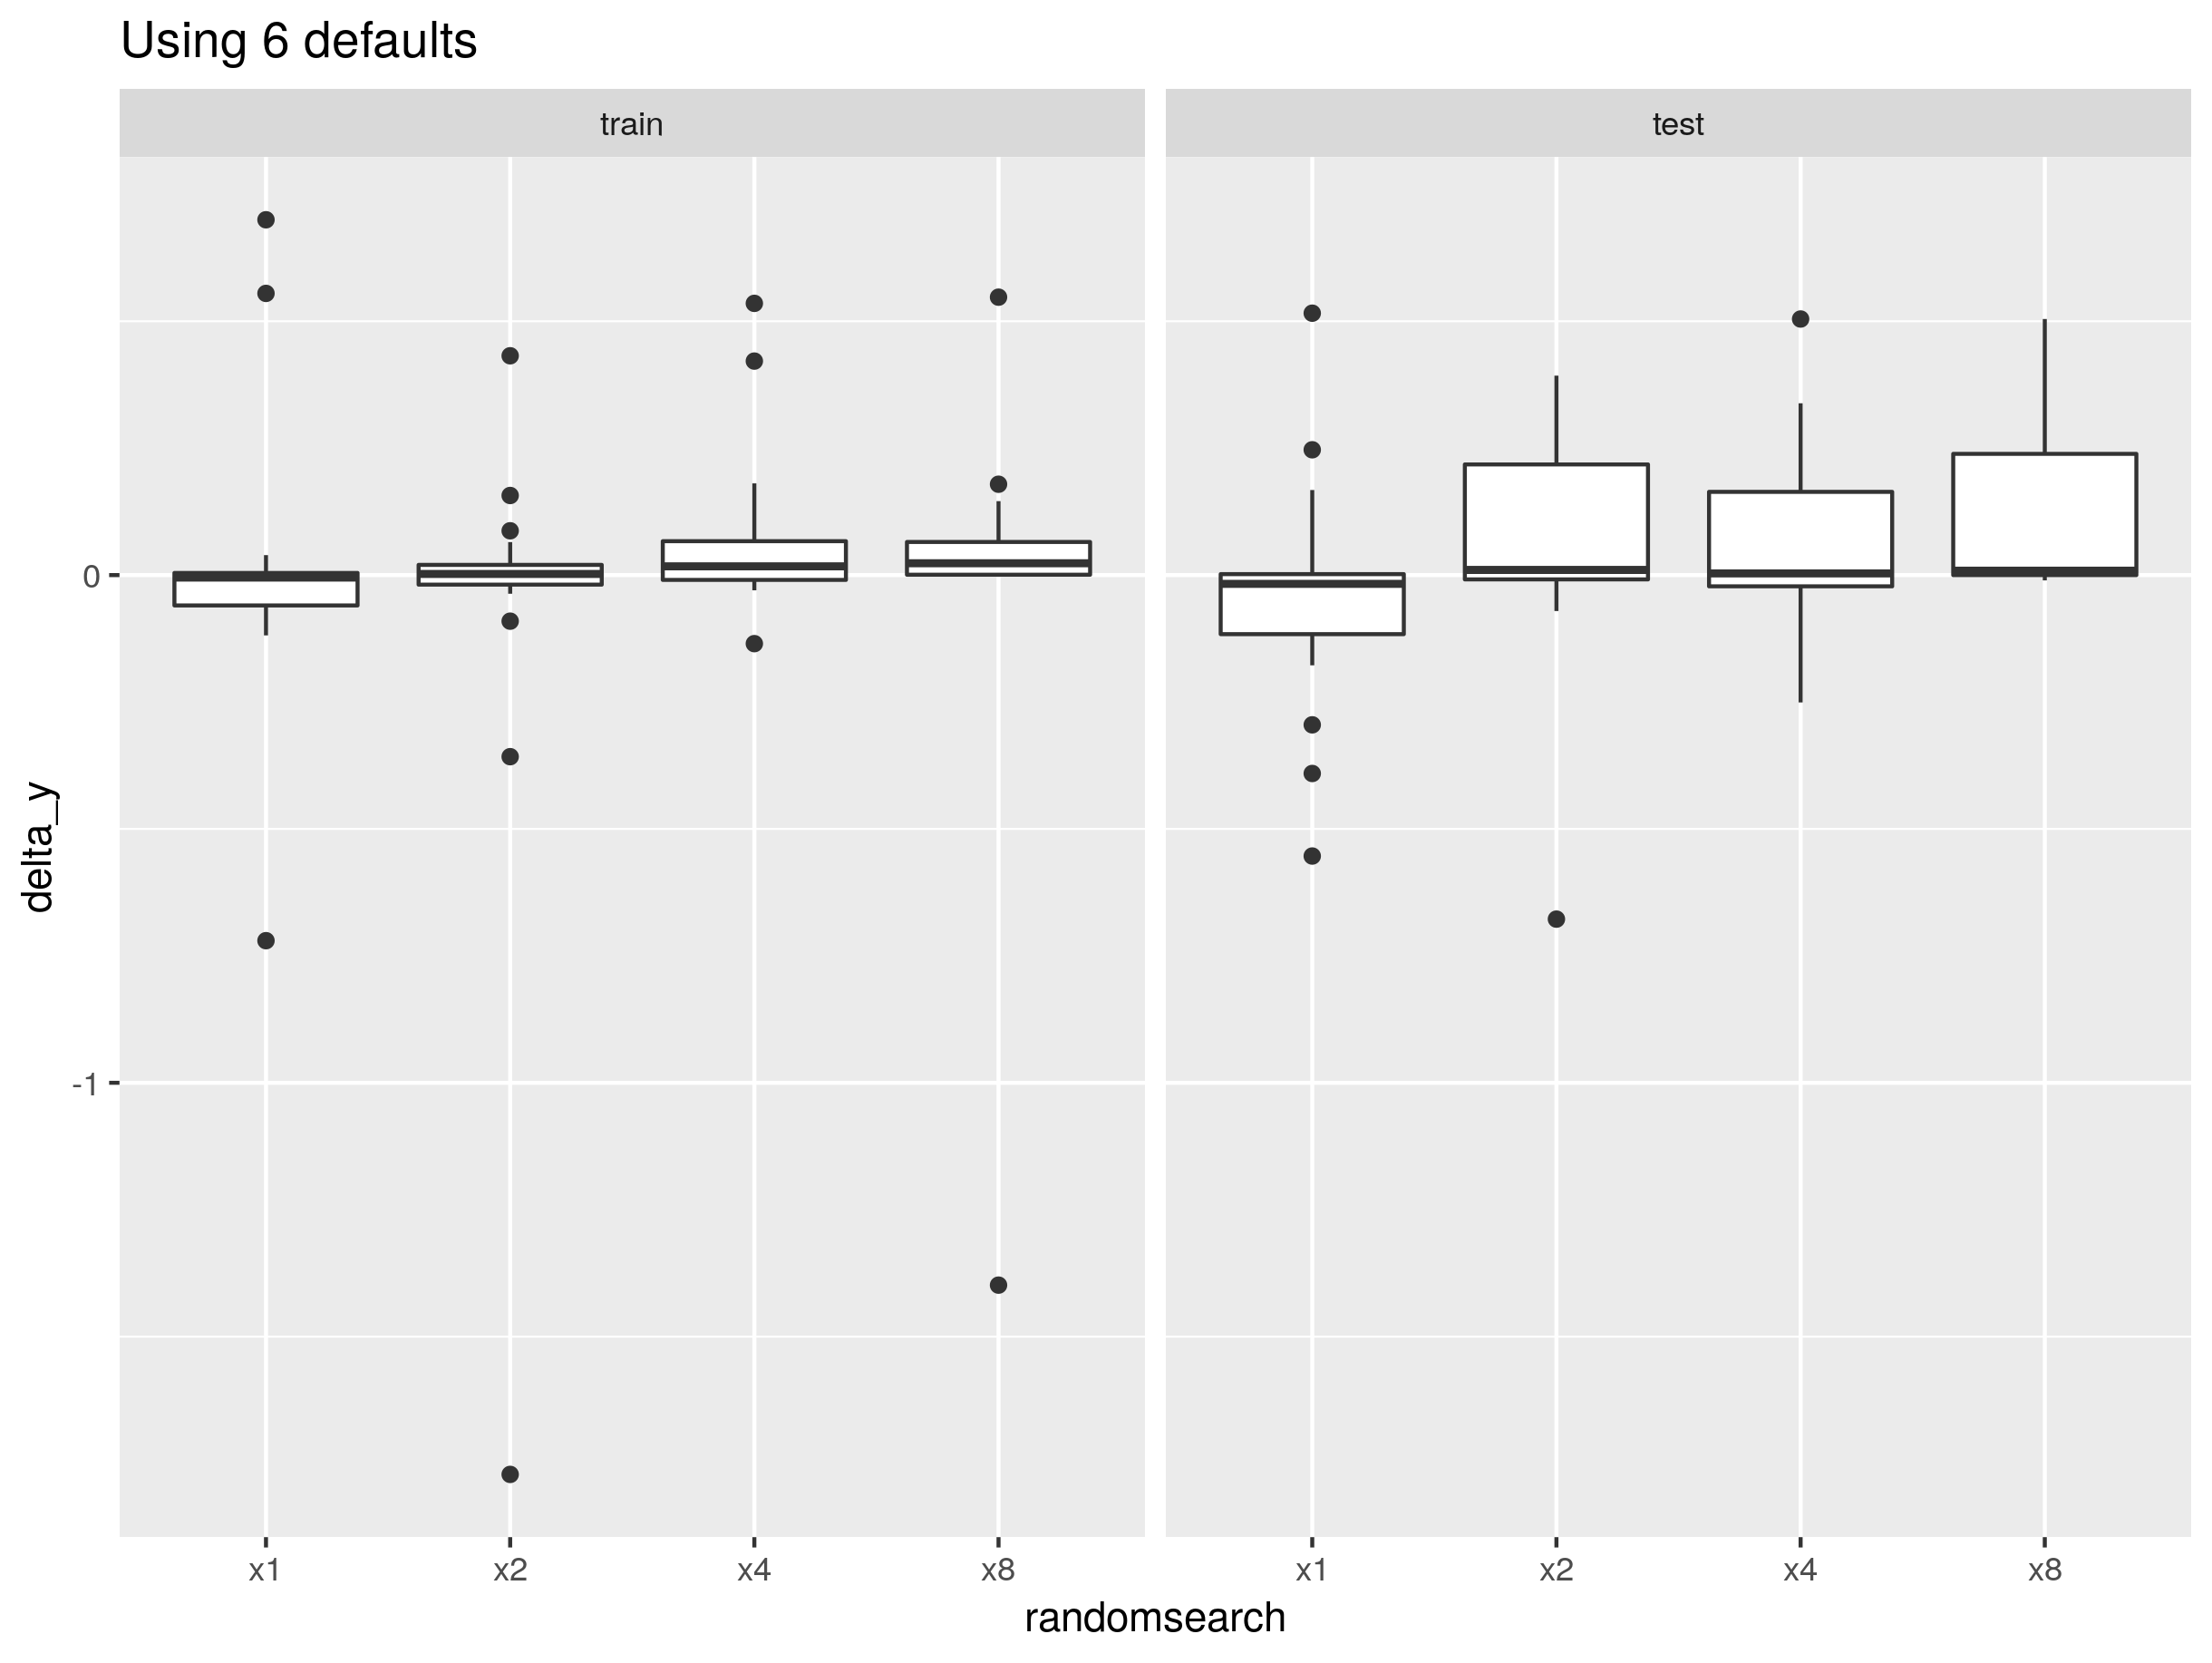 Using 6 defaults
train
test
delta_y
0
-1
x1 x2 x4 x8 x1 x2 x4 x8
randomsearch